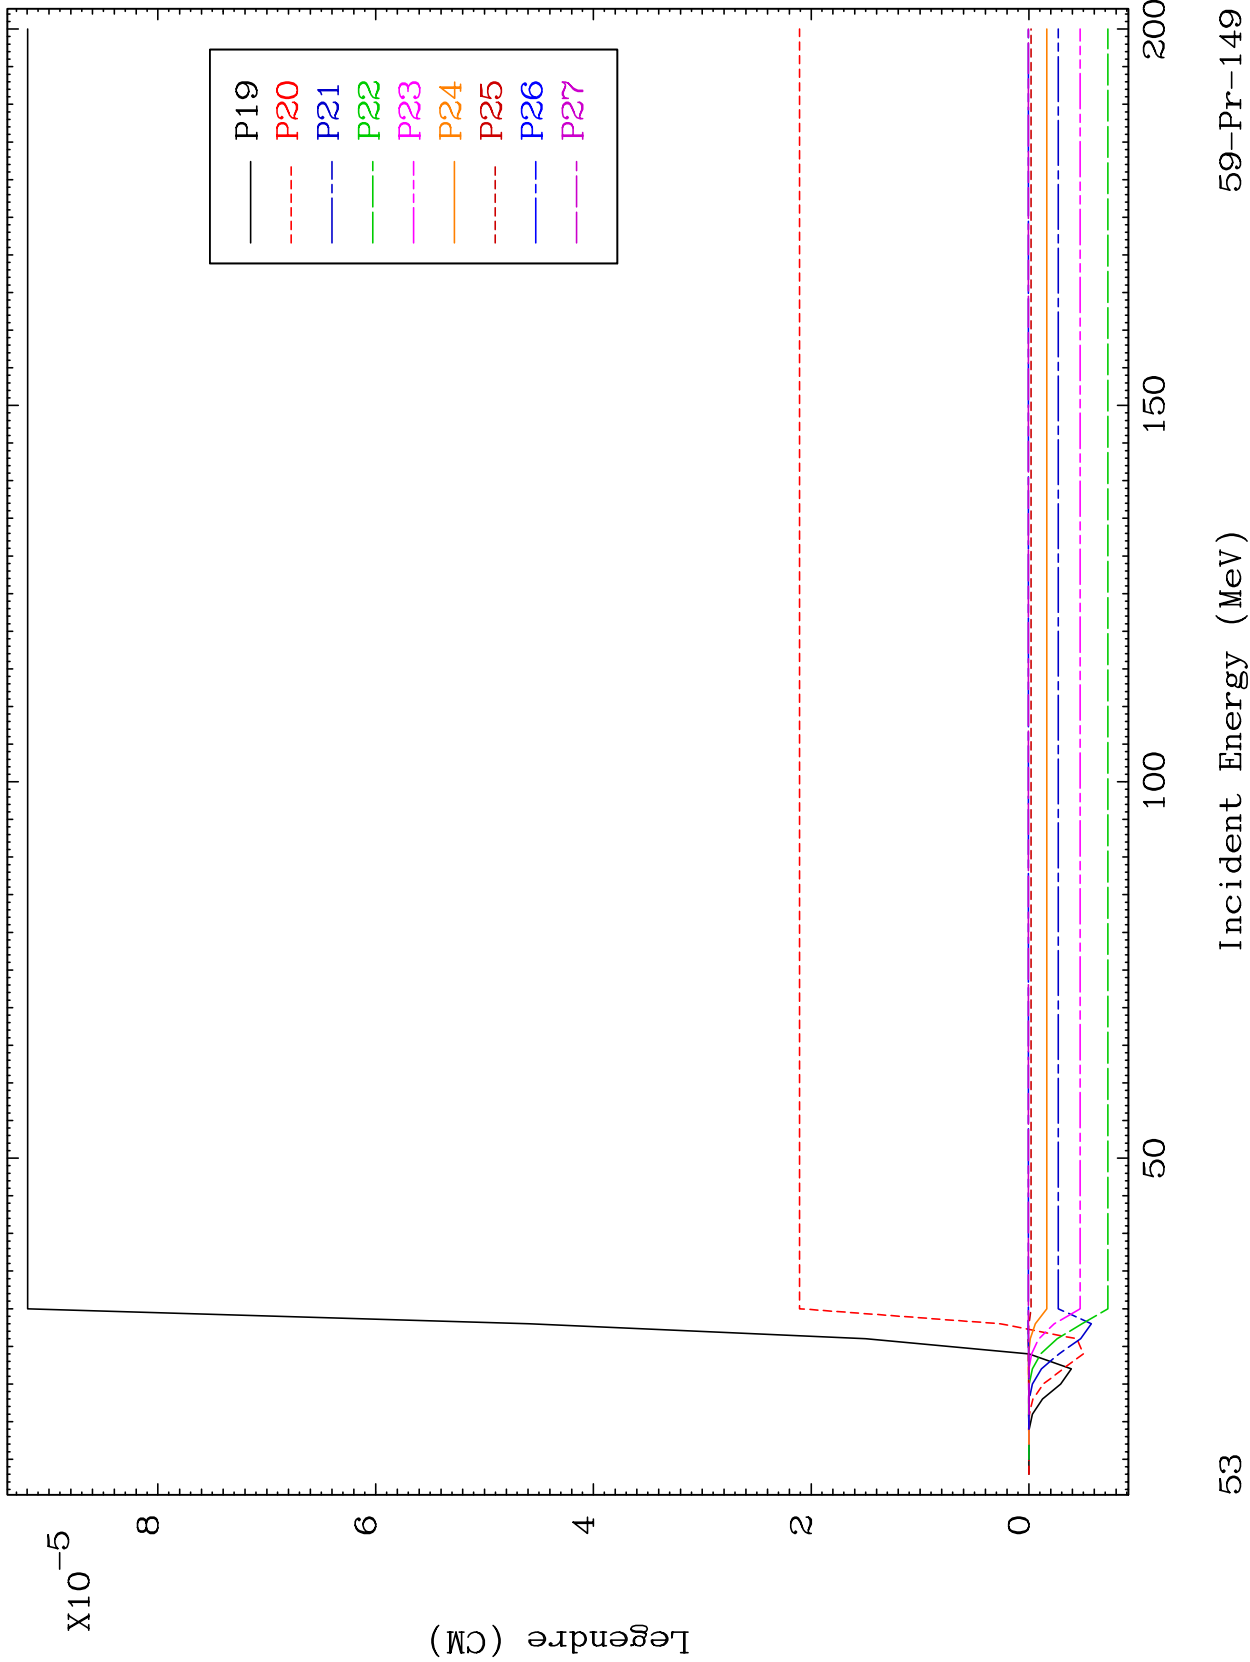 X10⁻⁵
8
6
4
2
0
Legendre (CM)
P19
P20
P21
P22
P23
P24
P25
P26
P27
50
100
150
200
Incident Energy (MeV)
53
59-Pr-149